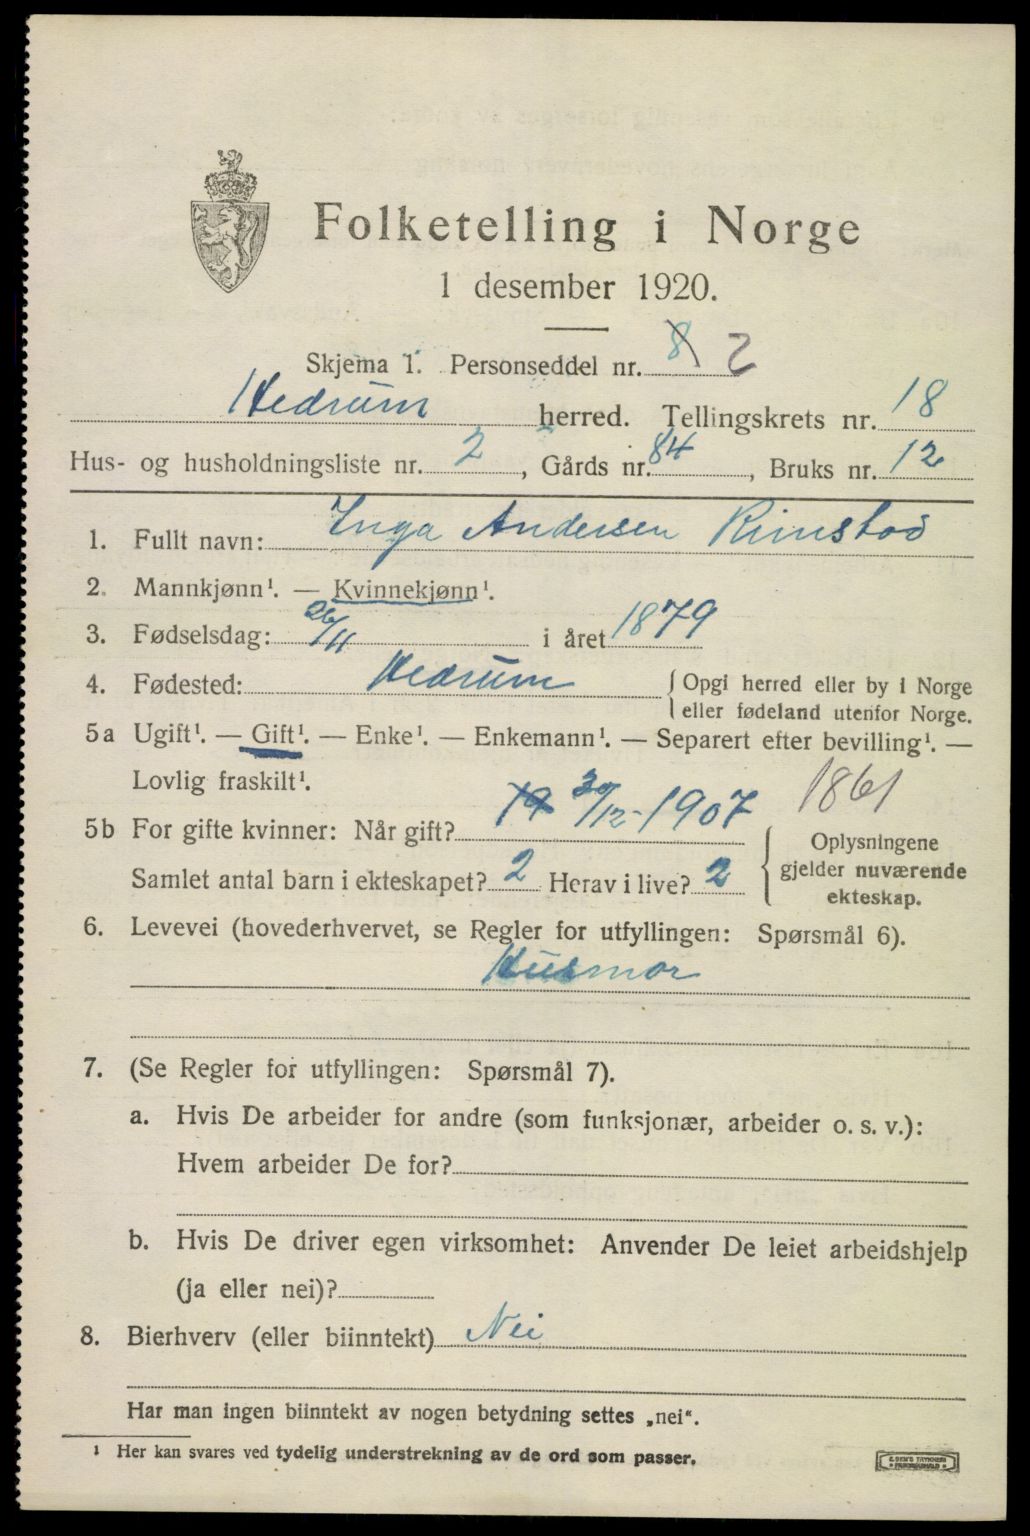 Folketelling i Norge
1 desember 1920.
Skjema 1. Personseddel nr. 8 2
Hedrum herred. Tellingskrets nr. 18
Hus- og husholdningsliste nr. 2, Gårds nr. 84, Bruks nr. 12
1. Fullt navn: Inga Andersen Rimstad
2. Mannkjønn¹. — Kvinnekjønn¹.
3. Fødselsdag: 26/11 i året 1879
4. Fødested: Hedrum { Opgi herred eller by i Norge
eller fødeland utenfor Norge.
5a Ugift¹. — Gift¹. — Enke¹. — Enkemann¹. — Separert efter bevilling¹. —
Lovlig fraskilt¹.
1861
5b For gifte kvinner: Når gift? 19 30/12-1907
Oplysningene
gjelder nuværende
ekteskap.
Samlet antal barn i ekteskapet? 2 Herav i live? 2
6. Levevei (hovederhvervet, se Regler for utfyllingen: Spørsmål 6).
Husmor
7. (Se Regler for utfyllingen: Spørsmål 7).
a. Hvis De arbeider for andre (som funksjonær, arbeider o. s. v.):
Hvem arbeider De for?
b. Hvis De driver egen virksomhet: Anvender De leiet arbeidshjelp
(ja eller nei)?
8. Bierhverv (eller biinntekt) Nei
Har man ingen biinntekt av nogen betydning settes „nei“.
¹ Her kan svares ved tydelig understrekning av de ord som passer.